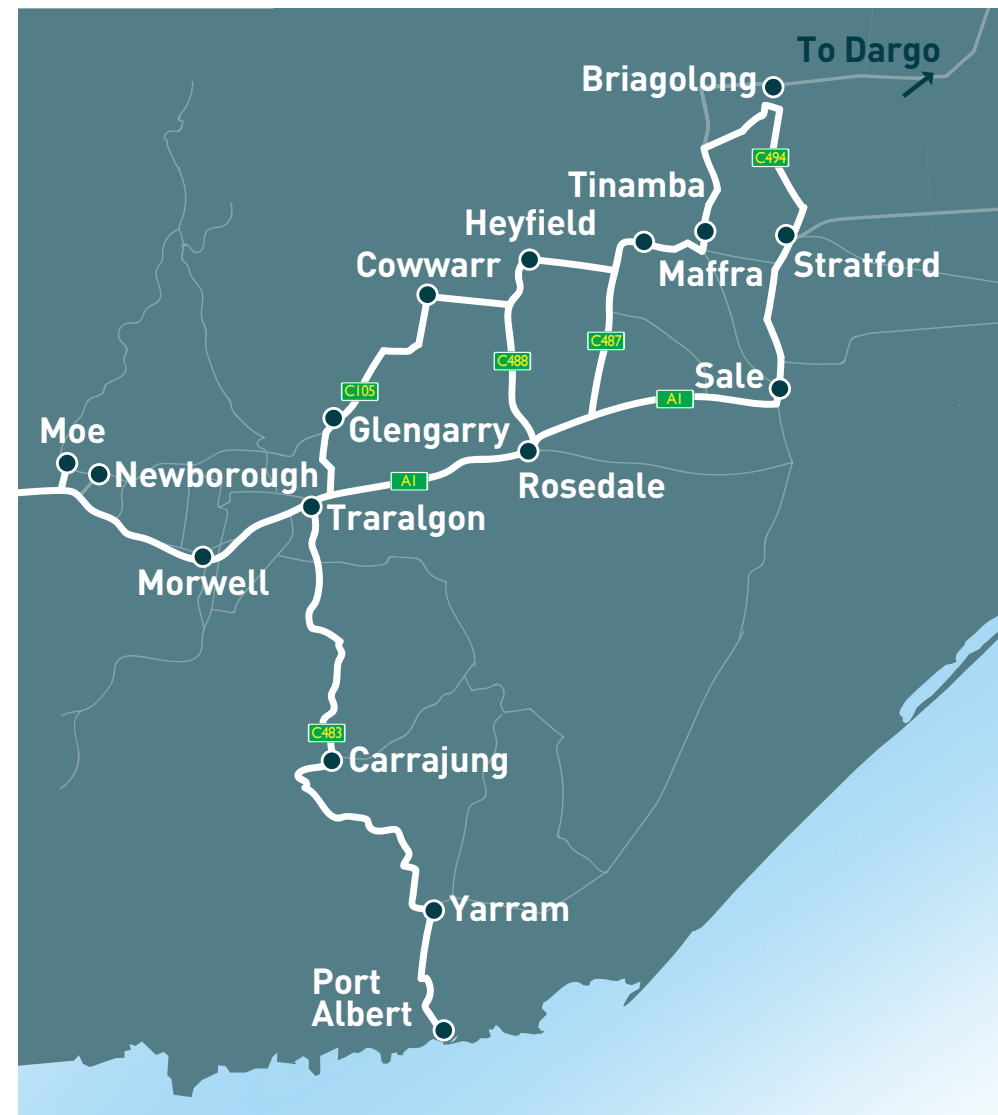 To Dargo
Briagolong
C494
Tinamba
Heyfield
Cowwarr
Maffra
Stratford
C487
C488
Sale
C105
A1
Glengarry
Moe
Newborough
A1
Rosedale
Traralgon
Morwell
C483
Carrajung
Yarram
Port
Albert